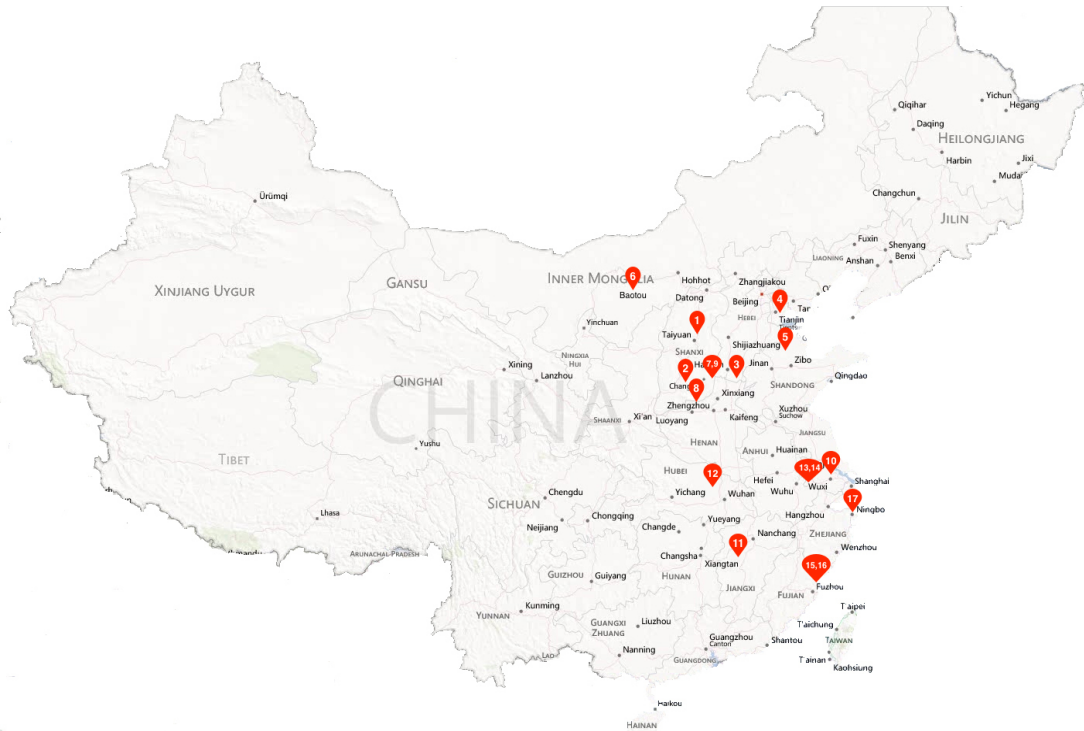 Yichun
Qiqihar
Hegang
Daqing
HEILONGJIANG
Harbin
Jixi
Changchun
Ürümqi
JILIN
Fuxin
Shenyang
LIAONING
Anshan
Benxi
6
INNER MONGOLIA
Hohhot
Zhangjiakou
GANSU
XINJIANG UYGUR
Baotou
Datong
Beijing
4
HEBEI
Tianjin
1
Yinchuan
Taiyuan
5
Shijiazhuang
SHANXI
NINGXIA
HUI
Xining
Lanzhou
2
7,9
3
Jinan
Zibo
QINGHAI
8
SHANDONG
Qingdao
Xinxiang
CHINA
Zhengzhou
Kaifeng
Xuzhou
Suchow
SHAANXI
Xi'an
Luoyang
JIANGSU
HENAN
Yushu
ANHUI
Huainan
TIBET
HUBEI
12
13,14
10
Hefei
Wuxi
Shanghai
Chengdu
Yichang
Wuhan
Wuhu
17
SICHUAN
Lhasa
Neijiang
Chongqing
Hangzhou
Ningbo
Changde
Yueyang
Nanchang
ZHEJIANG
11
Wenzhou
ARUNACHAL PRADESH
Changsha
Xiangtan
15,16
GUIZHOU
Guiyang
HUNAN
JIANGXI
Fuzhou
FUJIAN
Kunming
YUNNAN
Taipei
GUANGXI
ZHUANG
Liuzhou
Taichung
Guangzhou
Canton
Shantou
TAIWAN
Nanning
GUANGDONG
Tainan
Kaohsiung
Haikou
HAINAN